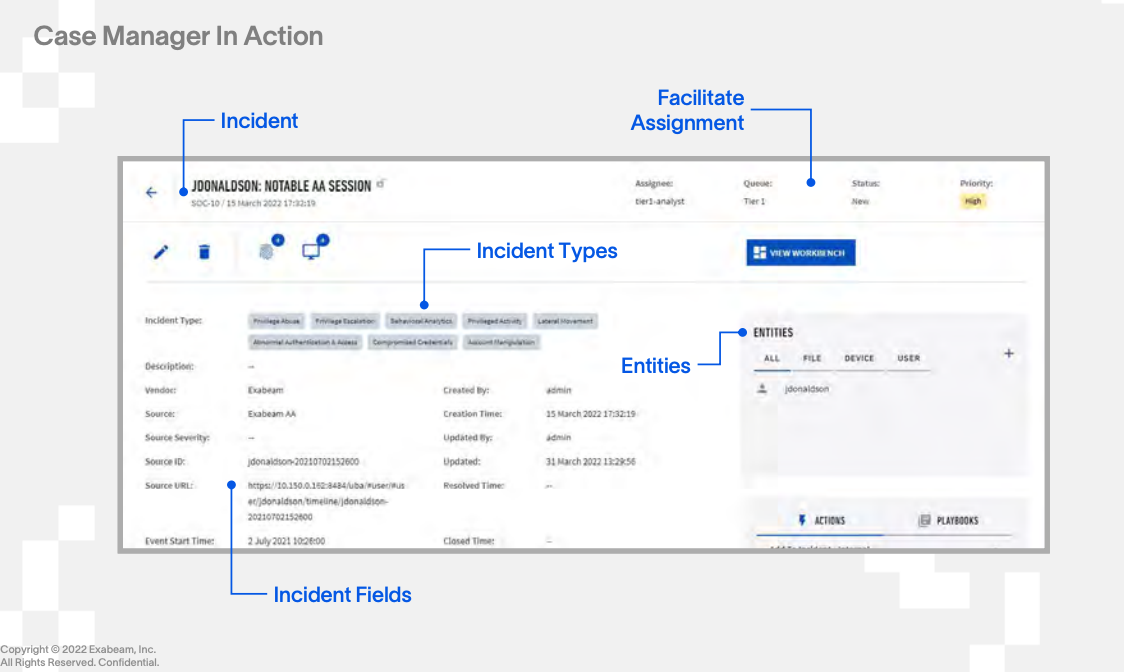 Case Manager In Action
Facilitate
Assignment
Incident
JDONALDSON: NOTABLE AA SESSION
SOC-10 / 15 March 2022 17:32:19
Assignee:
tier1-analyst
Queue:
Tier 1
Status:
New
Priority:
High
Incident Types
VIEW WORKBENCH
Incident Type:
Privilege Abuse
Privilege Escalation
Behavioral Analytics
Privileged Activity
Lateral Movement
Abnormal Authentication & Access
Compromised Credentials
Account Manipulation
Description:
--
Vendor:
Exabeam
Created By:
admin
Source:
Exabeam AA
Creation Time:
15 March 2022 17:32:19
Source Severity:
--
Updated By:
admin
Source ID:
jdonaldson-20210702152600
Updated:
31 March 2022 13:29:56
Source URL:
https://10.150.0.162:8484/uba/#user/#us
er/jdonaldson/timeline/jdonaldson-
20210702152600
Resolved Time:
--
Event Start Time:
2 July 2021 10:26:00
Closed Time:
--
Entities
ENTITIES
ALL
FILE
DEVICE
USER
jdonaldson
ACTIONS
PLAYBOOKS
Incident Fields
Copyright © 2022 Exabeam, Inc.
All Rights Reserved. Confidential.